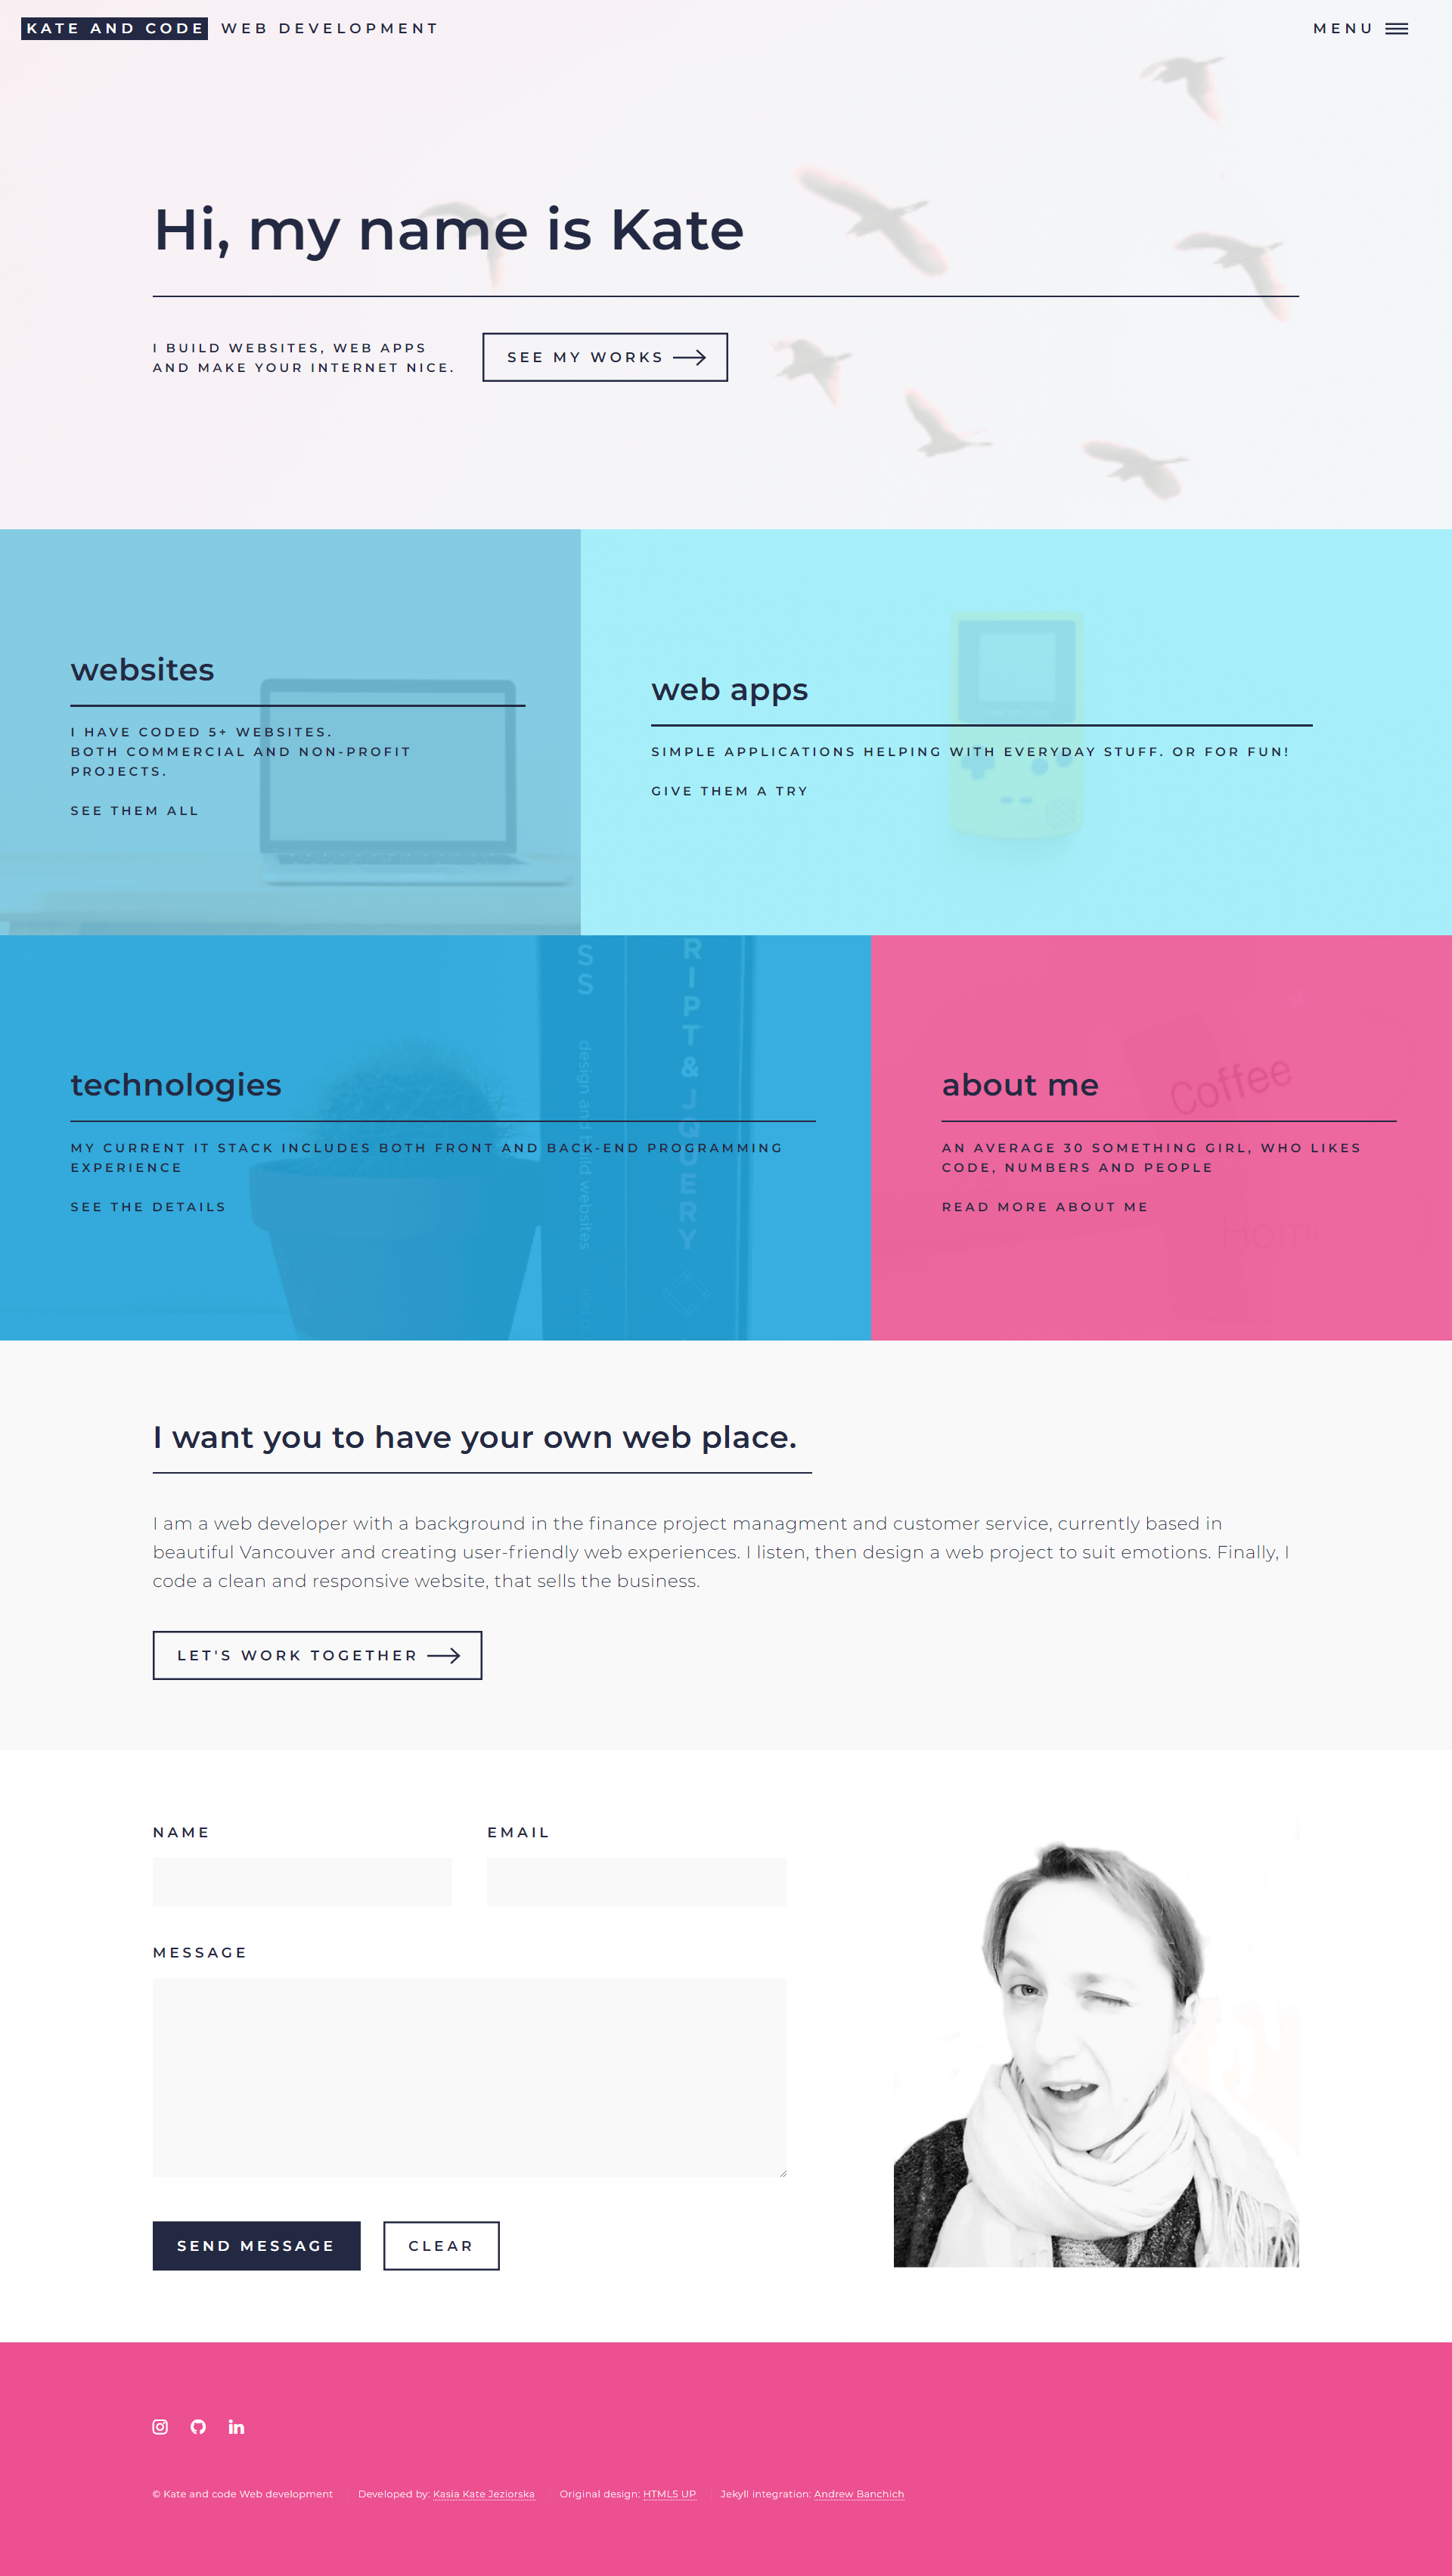 KATE AND CODE WEB DEVELOPMENT
MENU
Hi, my name is Kate
I BUILD WEBSITES, WEB APPS
AND MAKE YOUR INTERNET NICE.
SEE MY WORKS
websites
I HAVE CODED 5+ WEBSITES.
BOTH COMMERCIAL AND NON-PROFIT
PROJECTS.
SEE THEM ALL
web apps
SIMPLE APPLICATIONS HELPING WITH EVERYDAY STUFF. OR FOR FUN!
GIVE THEM A TRY
SS
design and build websites
RIPT & JQUERY
technologies
MY CURRENT IT STACK INCLUDES BOTH FRONT AND BACK-END PROGRAMMING
EXPERIENCE
SEE THE DETAILS
Coffee
about me
AN AVERAGE 30 SOMETHING GIRL, WHO LIKES
CODE, NUMBERS AND PEOPLE
READ MORE ABOUT ME
I want you to have your own web place.
I am a web developer with a background in the finance project managment and customer service, currently based in
beautiful Vancouver and creating user-friendly web experiences. I listen, then design a web project to suit emotions. Finally, I
code a clean and responsive website, that sells the business.
LET'S WORK TOGETHER
NAME
EMAIL
MESSAGE
SEND MESSAGE
CLEAR
© Kate and code Web development
Developed by: Kasia Kate Jeziorska
Original design: HTML5 UP
Jekyll integration: Andrew Banchich